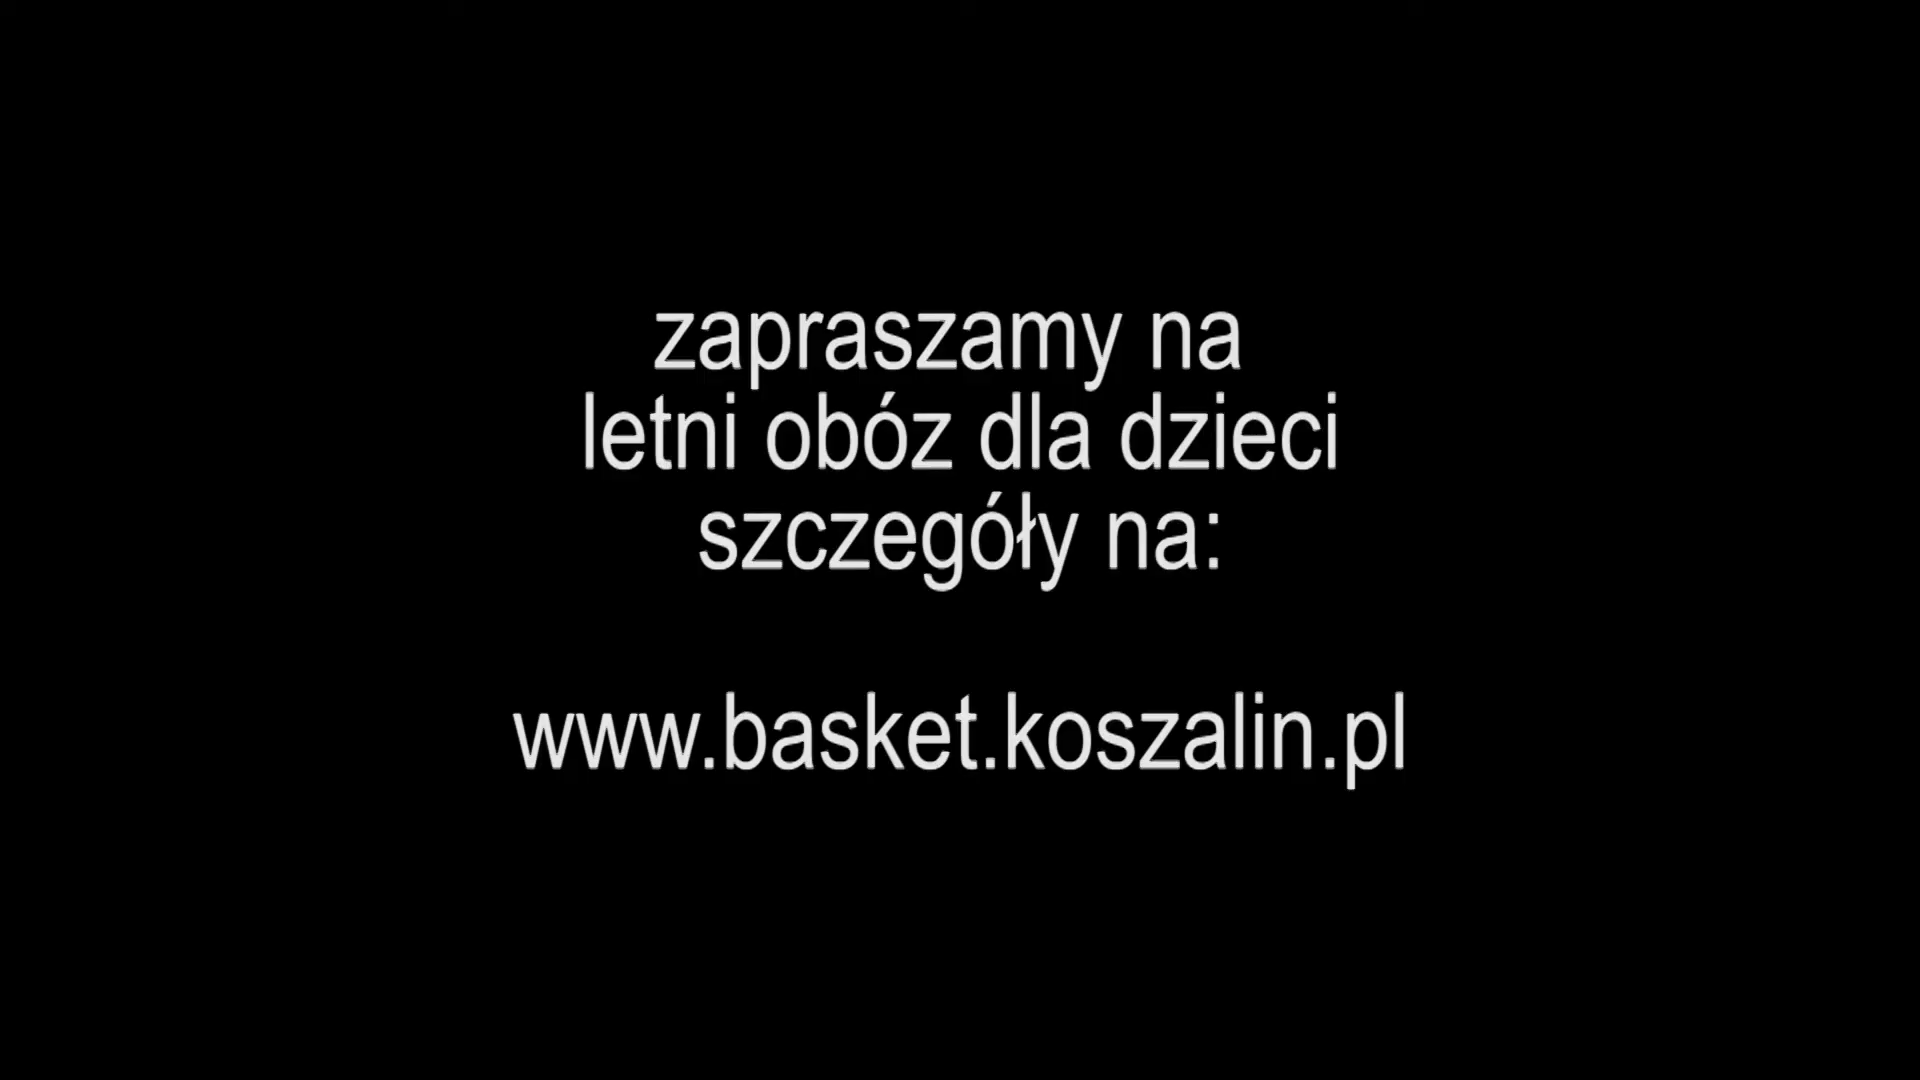 zapraszamy na
letni obóz dla dzieci
szczegóły na:
www.basket.koszalin.pl